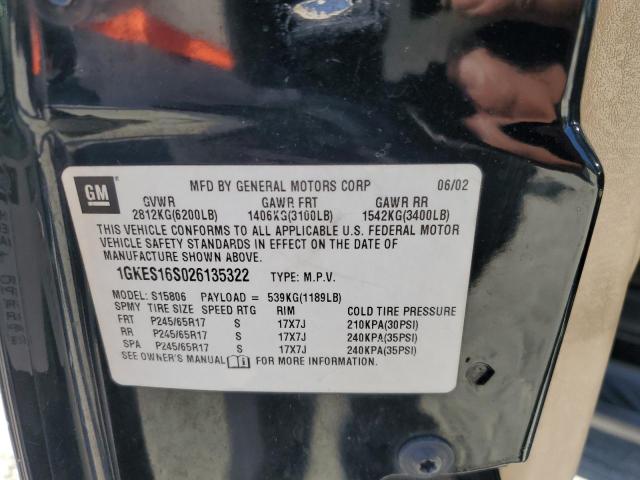 GM
MFD BY GENERAL MOTORS CORP 06/02
GVWR GAWR FRT GAWR RR
2812KG(6200LB) 1406KG(3100LB) 1542KG(3400LB)
THIS VEHICLE CONFORMS TO ALL APPLICABLE U.S. FEDERAL MOTOR
VEHICLE SAFETY STANDARDS IN EFFECT ON THE DATE OF
MANUFACTURE SHOWN ABOVE.
1GKES16S026135322 TYPE: M.P.V.
MODEL: S15806 PAYLOAD = 539KG(1189LB)
SPMY TIRE SIZE SPEED RTG RIM COLD TIRE PRESSURE
FRT P245/65R17 S 17X7J 210KPA(30PSI)
RR P245/65R17 S 17X7J 240KPA(35PSI)
SPA P245/65R17 S 17X7J 240KPA(35PSI)
SEE OWNER'S MANUAL FOR MORE INFORMATION.